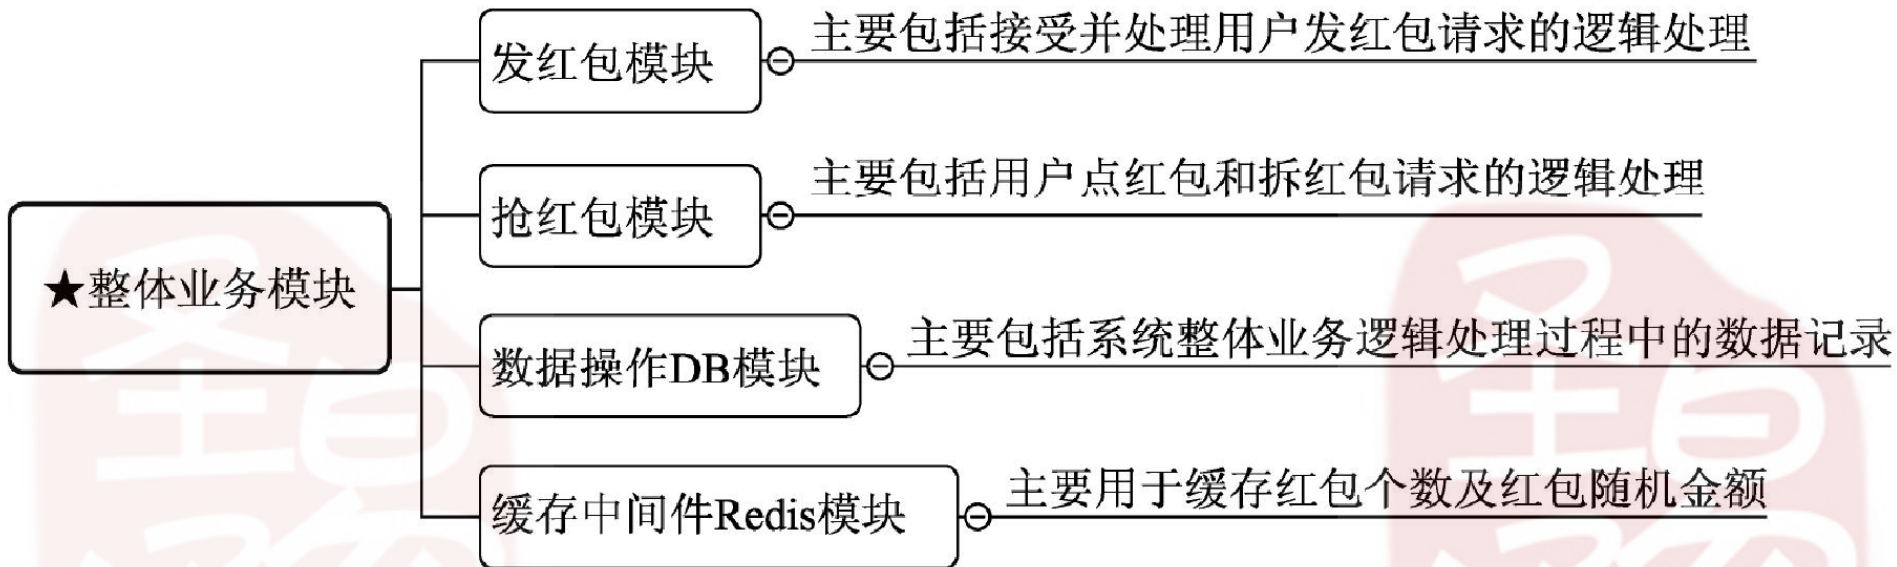 发红包模块
主要包括接受并处理用户发红包请求的逻辑处理
抢红包模块
主要包括用户点红包和拆红包请求的逻辑处理
★整体业务模块
数据操作DB模块
主要包括系统整体业务逻辑处理过程中的数据记录
缓存中间件Redis模块
主要用于缓存红包个数及红包随机金额